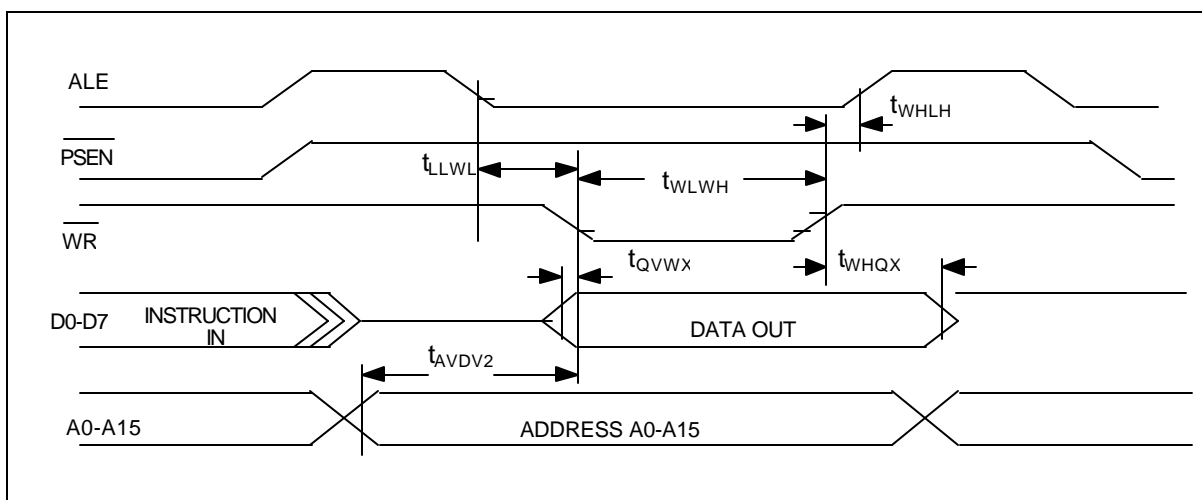 ALE
tWHLH
PSEN
tLLWL
tWLWH
WR
tQVWX
tWHQX
D0-D7
INSTRUCTION
IN
DATA OUT
tAVDV2
A0-A15
ADDRESS A0-A15